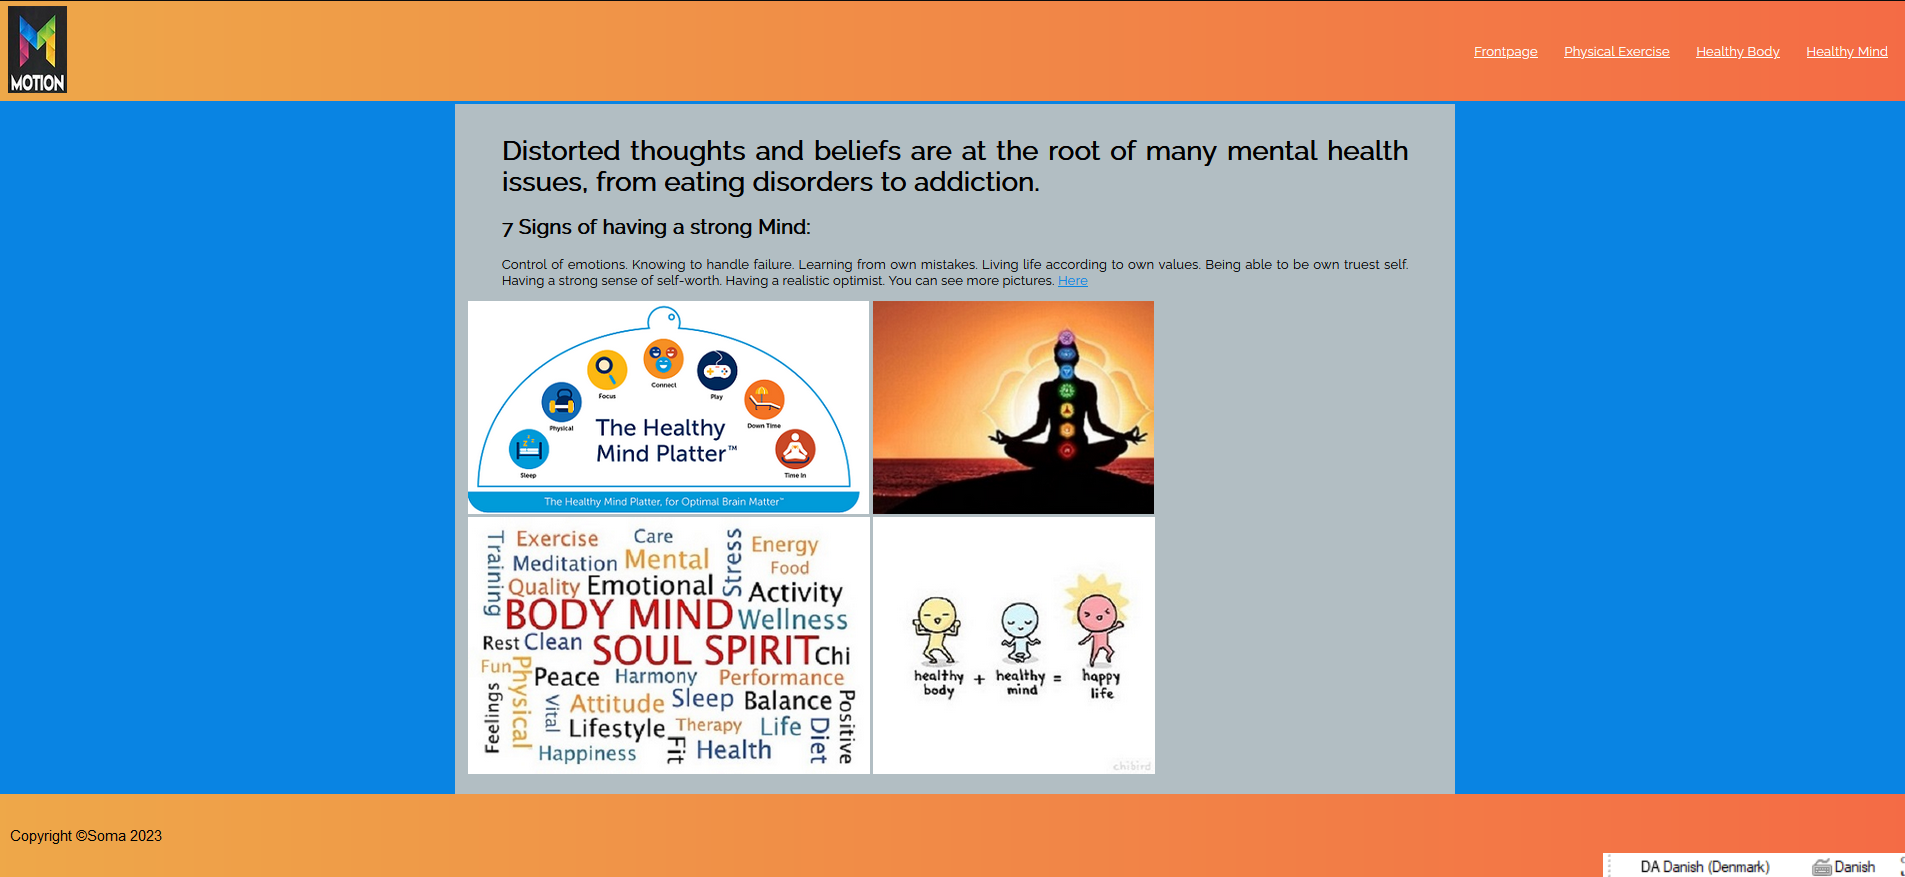 MOTION
Frontpage Physical Exercise Healthy Body Healthy Mind
Distorted thoughts and beliefs are at the root of many mental health
issues, from eating disorders to addiction.
7 Signs of having a strong Mind:
Control of emotions. Knowing to handle failure. Learning from own mistakes. Living life according to own values. Being able to be own truest self.
Having a strong sense of self-worth. Having a realistic optimist. You can see more pictures. Here
Connect
Focus
Play
Physical
Down Time
The Healthy
Mind Platter™
Sleep
Time In
The Healthy Mind Platter, for Optimal Brain Matter™
Training
Exercise
Care
Stress
Energy
Meditation
Mental
Food
Quality
Emotional
Activity
BODY MIND
Wellness
Rest
Clean
SOUL SPIRIT
Chi
Fun
Physical
Peace
Harmony
Performance
Feelings
Vital
Attitude
Sleep
Balance
Positive
Lifestyle
Therapy
Life
Diet
Happiness
Fit
Health
healthy body + healthy mind = happy life
chibird
Copyright ©Soma 2023
DA Danish (Denmark) Danish